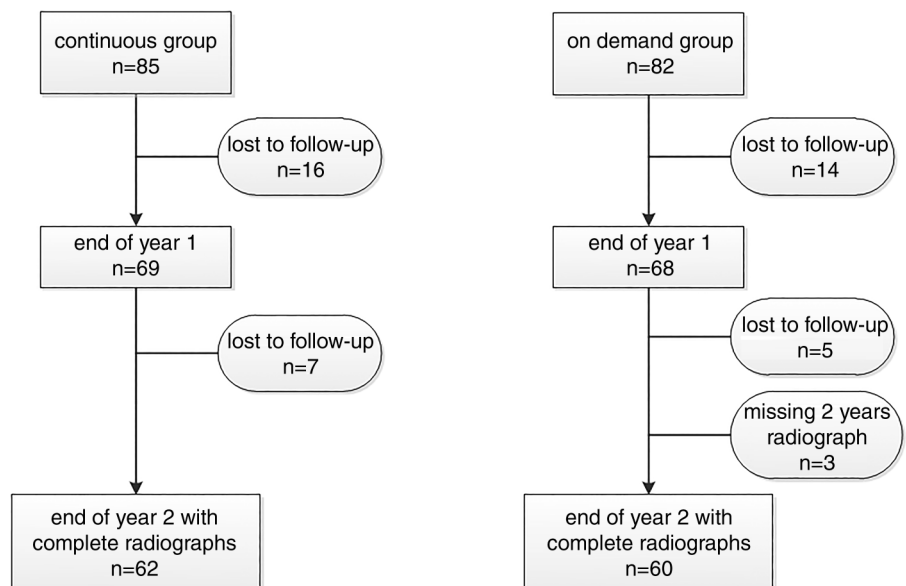 continuous group
n=85
lost to follow-up
n=16
end of year 1
n=69
lost to follow-up
n=7
end of year 2 with
complete radiographs
n=62
on demand group
n=82
lost to follow-up
n=14
end of year 1
n=68
lost to follow-up
n=5
missing 2 years
radiograph
n=3
end of year 2 with
complete radiographs
n=60